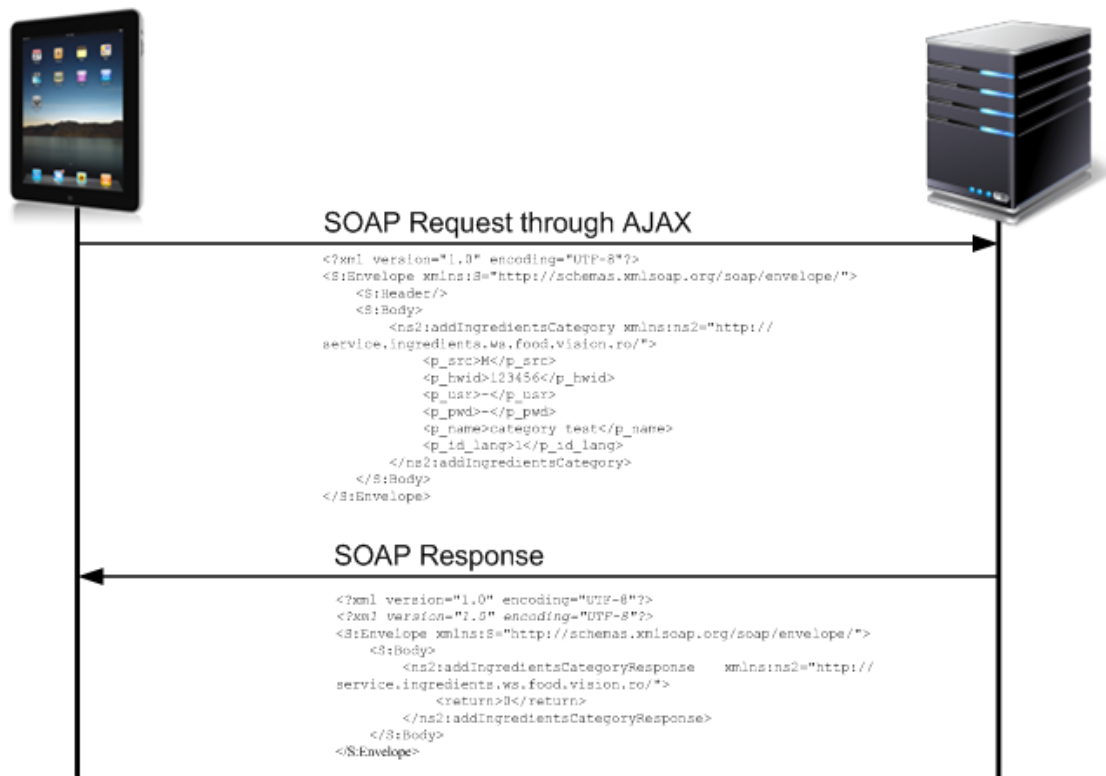 SOAP Request through AJAX
<?xml version="1.0" encoding="UTF-8"?>
<S:Envelope xmlns:S="http://schemas.xmlsoap.org/soap/envelope/">
<S:Header/>
<S:Body>
<ns2:addIngredientsCategory xmlns:ns2="http://
service.ingredients.ws.food.vision.ro/">
<p_src>M</p_src>
<p_hwid>123456</p_hwid>
<p_usr>-</p_usr>
<p_pwd>-</p_pwd>
<p_name>category test</p_name>
<p_id_lang>1</p_id_lang>
</ns2:addIngredientsCategory>
</S:Body>
</S:Envelope>
SOAP Response
<?xml version="1.0" encoding="UTF-8"?>
<?xml version="1.0" encoding="UTF-8"?>
<S:Envelope xmlns:S="http://schemas.xmlsoap.org/soap/envelope/">
<S:Body>
<ns2:addIngredientsCategoryResponse xmlns:ns2="http://
service.ingredients.ws.food.vision.ro/">
<return>0</return>
</ns2:addIngredientsCategoryResponse>
</S:Body>
</S:Envelope>